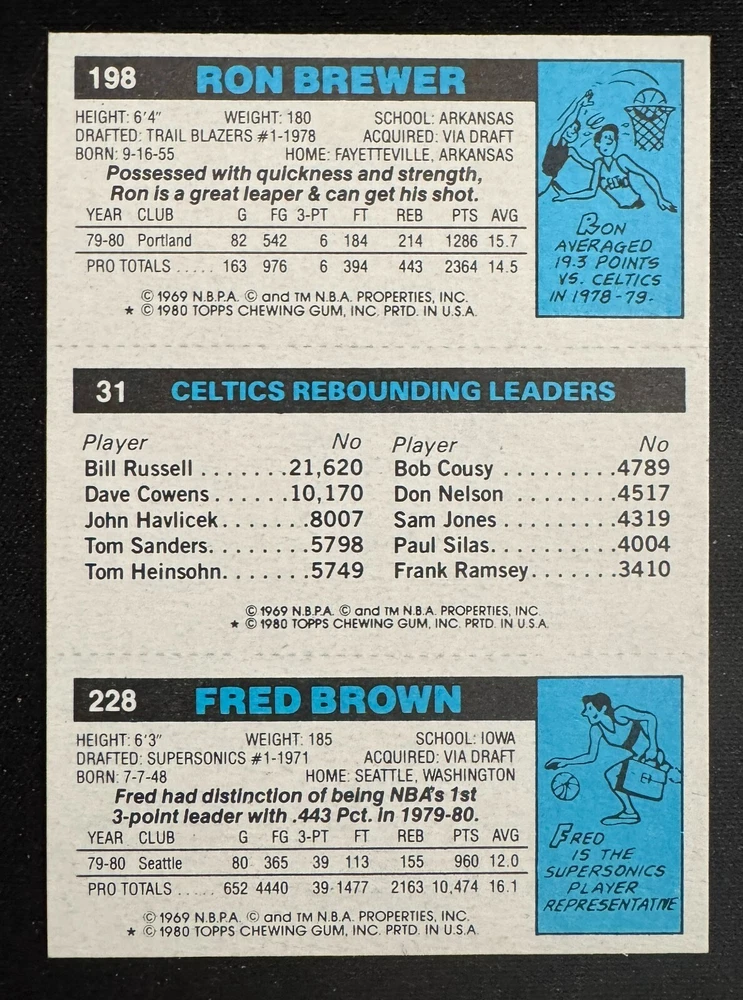 198 RON BREWER
HEIGHT: 6'4" WEIGHT: 180 SCHOOL: ARKANSAS
DRAFTED: TRAIL BLAZERS #1-1978 ACQUIRED: VIA DRAFT
BORN: 9-16-55 HOME: FAYETTEVILLE, ARKANSAS
Possessed with quickness and strength,
Ron is a great leaper & can get his shot.
YEAR CLUB G FG 3-PT FT REB PTS AVG
79-80 Portland 82 542 6 184 214 1286 15.7
PRO TOTALS ..... 163 976 6 394 443 2364 14.5
© 1969 N.B.P.A. © and TM N.B.A. PROPERTIES, INC.
★ © 1980 TOPPS CHEWING GUM, INC. PRTD. IN U.S.A.
CELTIC
RON
AVERAGED
19.3 POINTS
VS. CELTICS
IN 1978-79.
31 CELTICS REBOUNDING LEADERS
Player No Player No
Bill Russell .......21,620 Bob Cousy .........4789
Dave Cowens ......10,170 Don Nelson ........4517
John Havlicek.......8007 Sam Jones .........4319
Tom Sanders........5798 Paul Silas..........4004
Tom Heinsohn.......5749 Frank Ramsey.......3410
© 1969 N.B.P.A. © and TM N.B.A. PROPERTIES, INC
★ © 1980 TOPPS CHEWING GUM, INC. PRTD. IN U.S.A.
228 FRED BROWN
HEIGHT: 6'3" WEIGHT: 185 SCHOOL: IOWA
DRAFTED: SUPERSONICS #1-1971 ACQUIRED: VIA DRAFT
BORN: 7-7-48 HOME: SEATTLE, WASHINGTON
Fred had distinction of being NBA's 1st
3-point leader with .443 Pct. in 1979-80.
YEAR CLUB G FG 3-PT FT REB PTS AVG
79-80 Seattle 80 365 39 113 155 960 12.0
PRO TOTALS ..... 652 4440 39 1477 2163 10,474 16.1
© 1969 N.B.P.A. © and TM N.B.A. PROPERTIES, INC.
★ © 1980 TOPPS CHEWING GUM, INC. PRTD. IN U.S.A.
FRED
IS THE
SUPERSONICS
PLAYER
REPRESENTATIVE